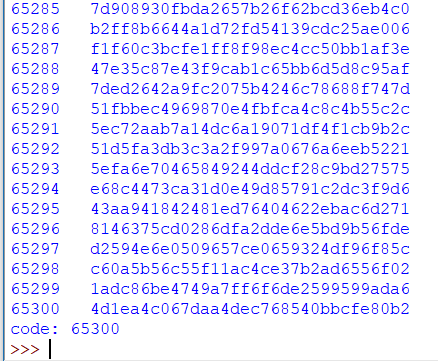 65285 7d908930fbda2657b26f62bcd36eb4c0
65286 b2ff8b6644a1d72fd54139cdc25ae006
65287 f1f60c3bcfe1ff8f98ec4cc50bb1af3e
65288 47e35c87e43f9cab1c65bb6d5d8c95af
65289 7ded2642a9fc2075b4246c78688f747d
65290 51fbbec4969870e4fbfca4c8c4b55c2c
65291 5ec72aab7a14dc6a19071df4f1cb9b2c
65292 51d5fa3db3c3a2f997a0676a6eeb5221
65293 5efa6e70465849244ddcf28c9bd27575
65294 e68c4473ca31d0e49d85791c2dc3f9d6
65295 43aa941842481ed76404622ebac6d271
65296 8146375cd0286dfa2dde6e5bd9b56fde
65297 d2594e6e0509657ce0659324df96f85c
65298 c60a5b56c55f11ac4ce37b2ad6556f02
65299 1adc86be4749a7ff6f6de2599599ada6
65300 4d1ea4c067daa4dec768540bbcfe80b2
code: 65300
>>>